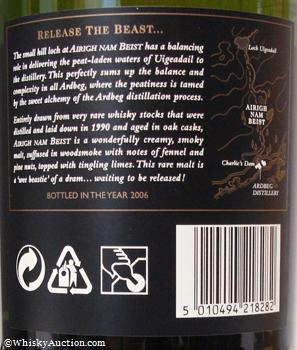 RELEASE THE BEAST...
The small hill loch at AIRIGH NAM BEIST has a balancing
role in delivering the peat-laden waters of Uigeadail to
the distillery. This perfectly sums up the balance and
complexity in all Ardbeg, where the peatiness is tamed
by the sweet alchemy of the Ardbeg distillation process.
Entirely drawn from very rare whisky stocks that were
distilled and laid down in 1990 and aged in oak casks,
AIRIGH NAM BEIST is a wonderfully creamy, smoky
malt, suffused in woodsmoke with notes of fennel and
pine nuts, topped with tingling limes. This rare malt is
a 'wee beastie' of a dram... waiting to be released!
BOTTLED IN THE YEAR 2006
Loch Uigeadail
AIRIGH
NAM
BEIST
Charlie's Dam
ARDBEG
DISTILLERY
5 010494 218282
©WhiskyAuction.com